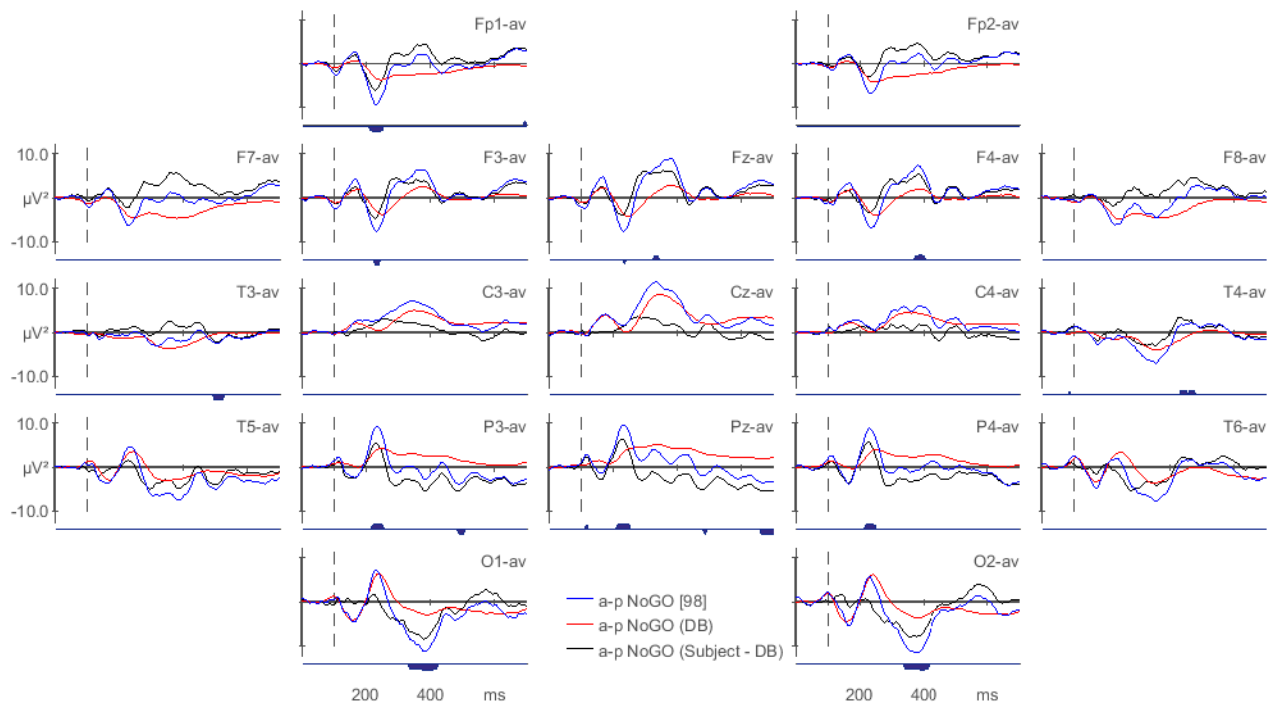 Fp1-av
Fp2-av
10.0
F7-av
F3-av
Fz-av
F4-av
F8-av
µV²
-10.0
10.0
T3-av
C3-av
Cz-av
C4-av
T4-av
µV²
-10.0
10.0
T5-av
P3-av
Pz-av
P4-av
T6-av
µV²
-10.0
O1-av
O2-av
a-p NoGO [98]
a-p NoGO (DB)
a-p NoGO (Subject - DB)
200 400 ms
200 400 ms